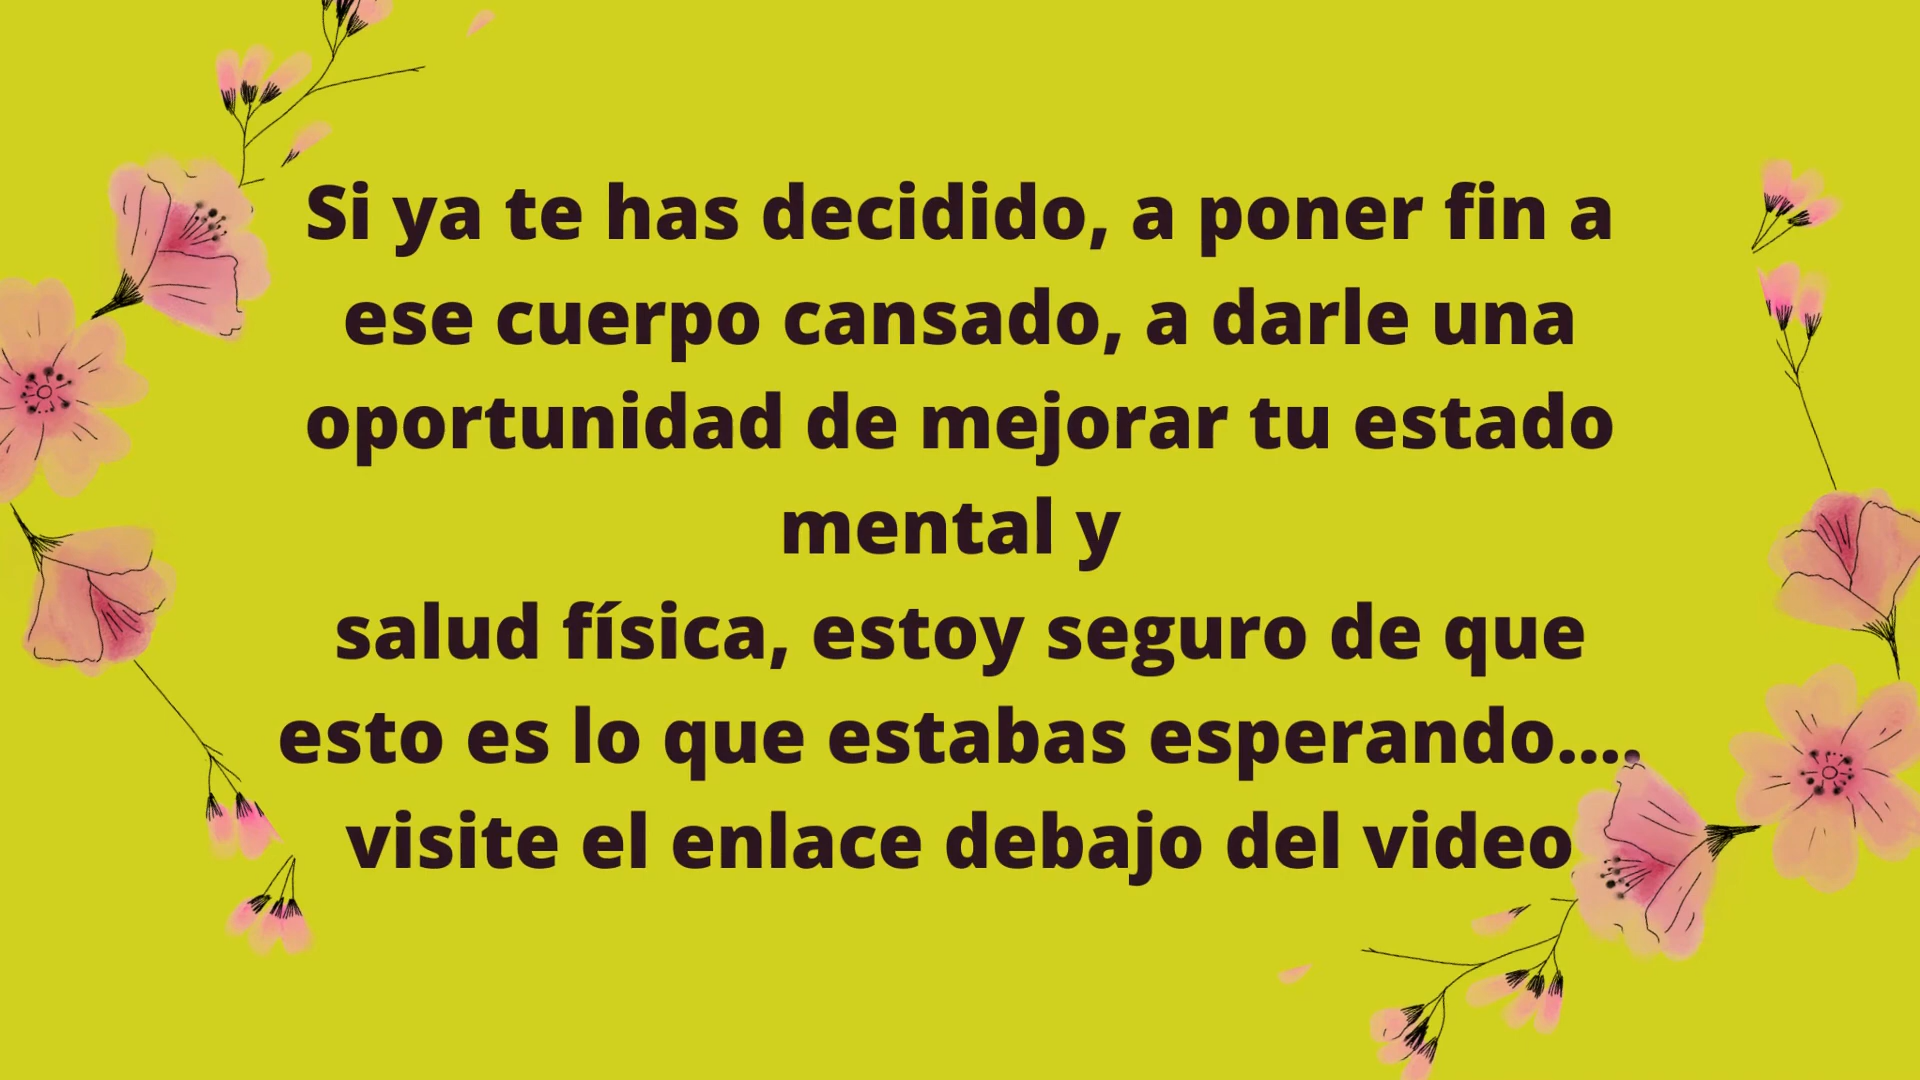 Si ya te has decidido, a poner fin a
ese cuerpo cansado, a darle una
oportunidad de mejorar tu estado
mental y
salud física, estoy seguro de que
esto es lo que estabas esperando....
visite el enlace debajo del video